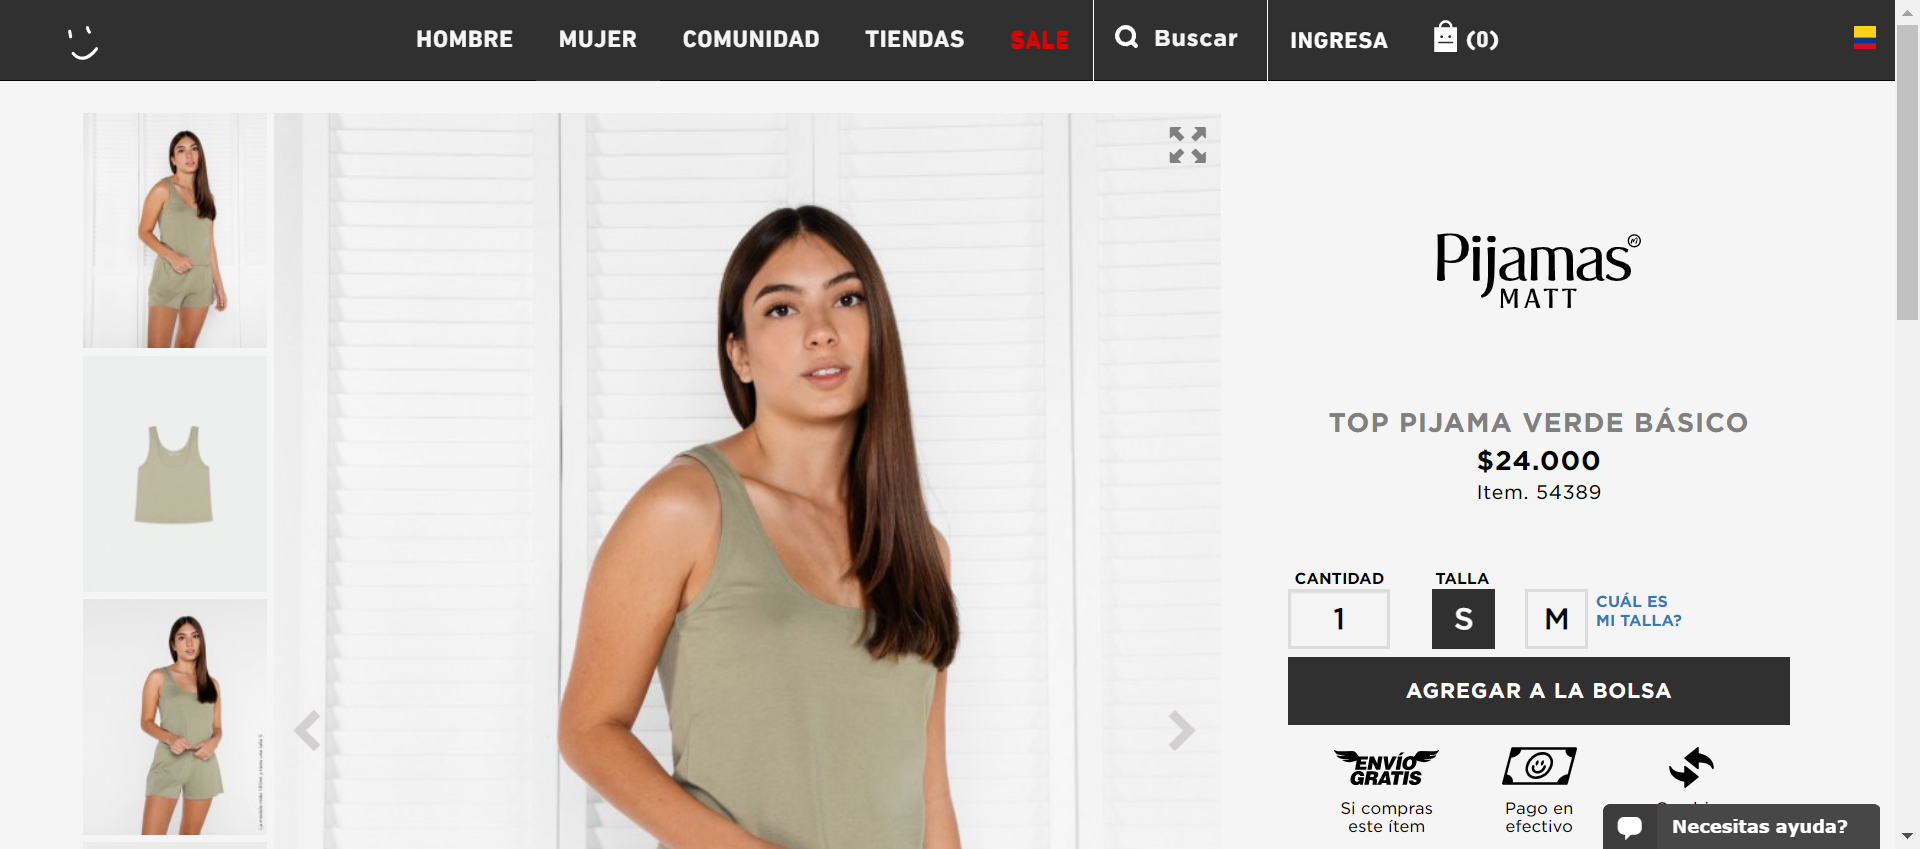 HOMBRE MUJER COMUNIDAD TIENDAS SALE Buscar INGRESA (0)
Pijamas
MATT
TOP PIJAMA VERDE BÁSICO
$24.000
Item. 54389
CANTIDAD TALLA
1 S M
CUÁL ES
MI TALLA?
AGREGAR A LA BOLSA
ENVÍO
GRATIS
Si compras
este ítem
Pago en
efectivo
Necesitas ayuda?